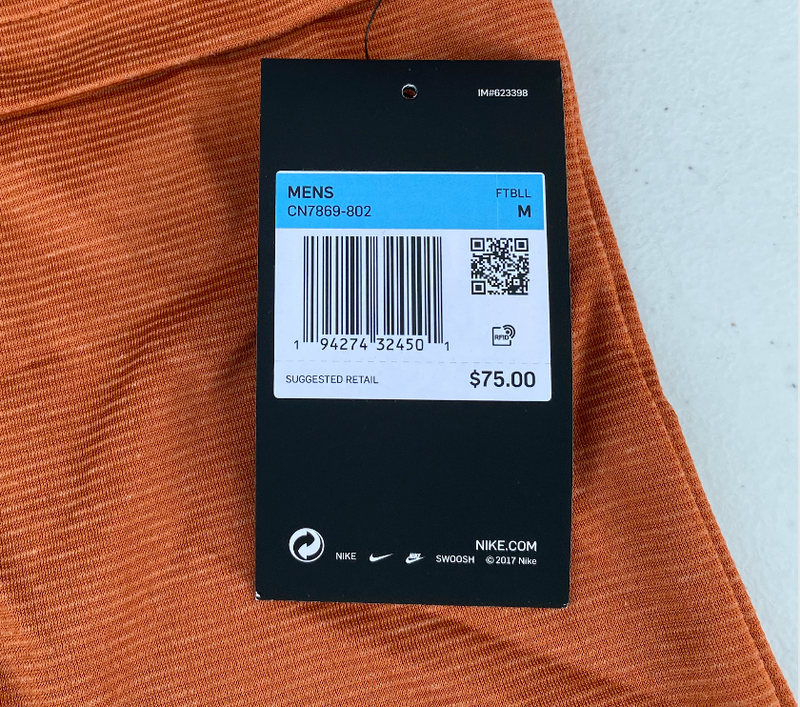 IM#623398
MENS FTBLL
CN7869-802 M
1 94274 32450 1
RFID
SUGGESTED RETAIL $75.00
NIKE.COM
NIKE SWOOSH © 2017 Nike